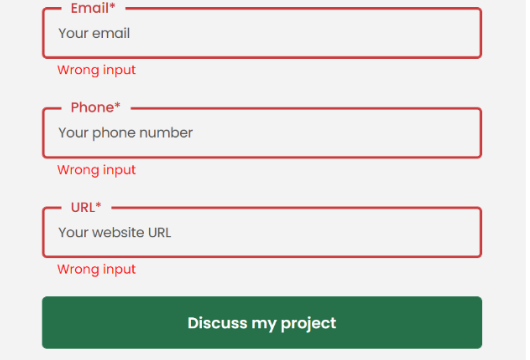 Email*
Your email
Wrong input
Phone*
Your phone number
Wrong input
URL*
Your website URL
Wrong input
Discuss my project